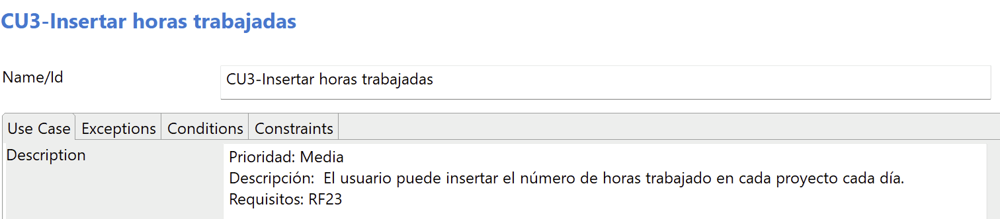 CU3-Insertar horas trabajadas
Name/Id
CU3-Insertar horas trabajadas
Use Case Exceptions Conditions Constraints
Description
Prioridad: Media
Descripción:  El usuario puede insertar el número de horas trabajado en cada proyecto cada día.
Requisitos: RF23